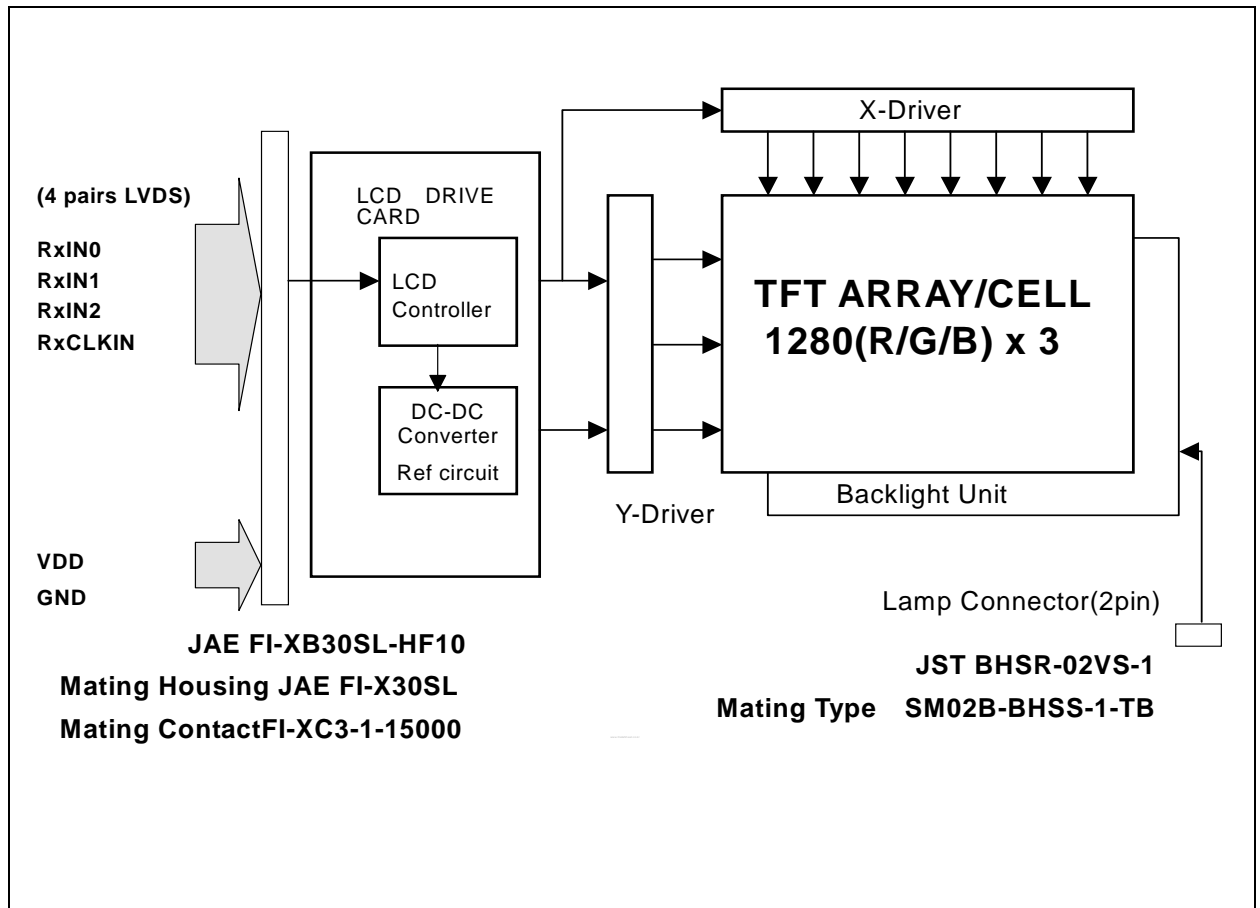 X-Driver
(4 pairs LVDS)
RxIN0
RxIN1
RxIN2
RxCLKIN
LCD DRIVE
CARD
LCD
Controller
DC-DC
Converter
Ref circuit
TFT ARRAY/CELL
1280(R/G/B) x 3
Backlight Unit
Y-Driver
VDD
GND
Lamp Connector(2pin)
JAE FI-XB30SL-HF10
Mating Housing JAE FI-X30SL
Mating ContactFI-XC3-1-15000
JST BHSR-02VS-1
Mating Type SM02B-BHSS-1-TB